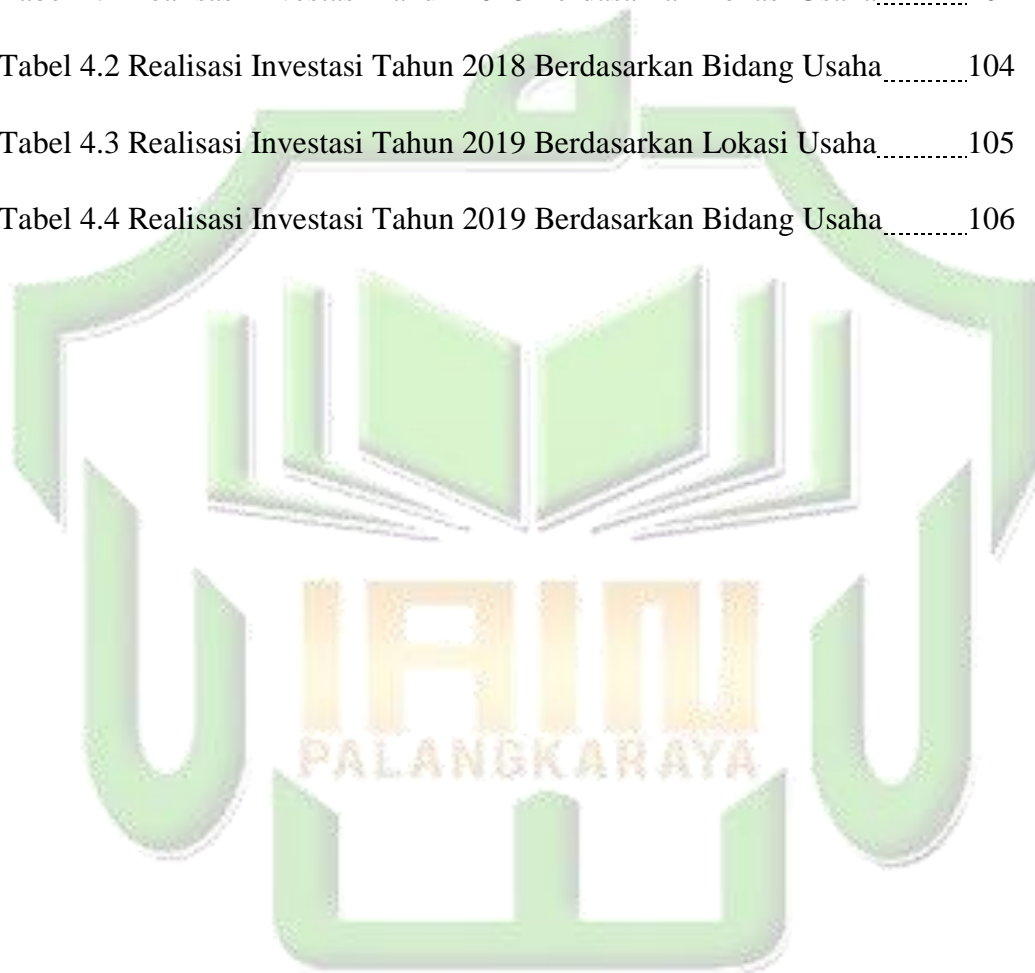 Tabel 4.2 Realisasi Investasi Tahun 2018 Berdasarkan Bidang Usaha 104
Tabel 4.3 Realisasi Investasi Tahun 2019 Berdasarkan Lokasi Usaha 105
Tabel 4.4 Realisasi Investasi Tahun 2019 Berdasarkan Bidang Usaha 106
IAIN
PALANGKARAYA